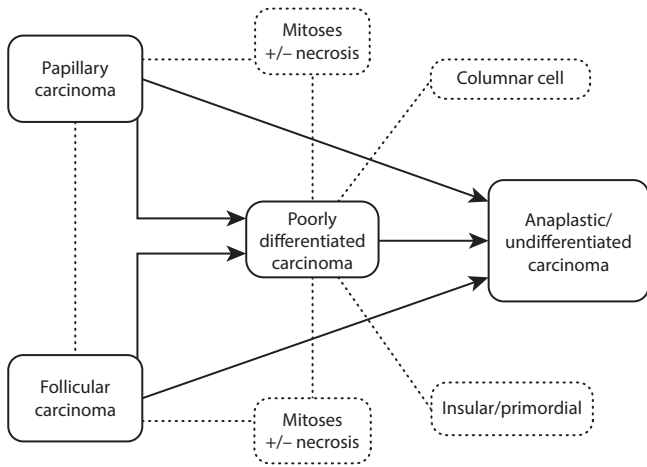 Mitoses
+/– necrosis
Papillary
carcinoma
Columnar cell
Poorly
differentiated
carcinoma
Anaplastic/
undifferentiated
carcinoma
Follicular
carcinoma
Mitoses
+/– necrosis
Insular/primordial